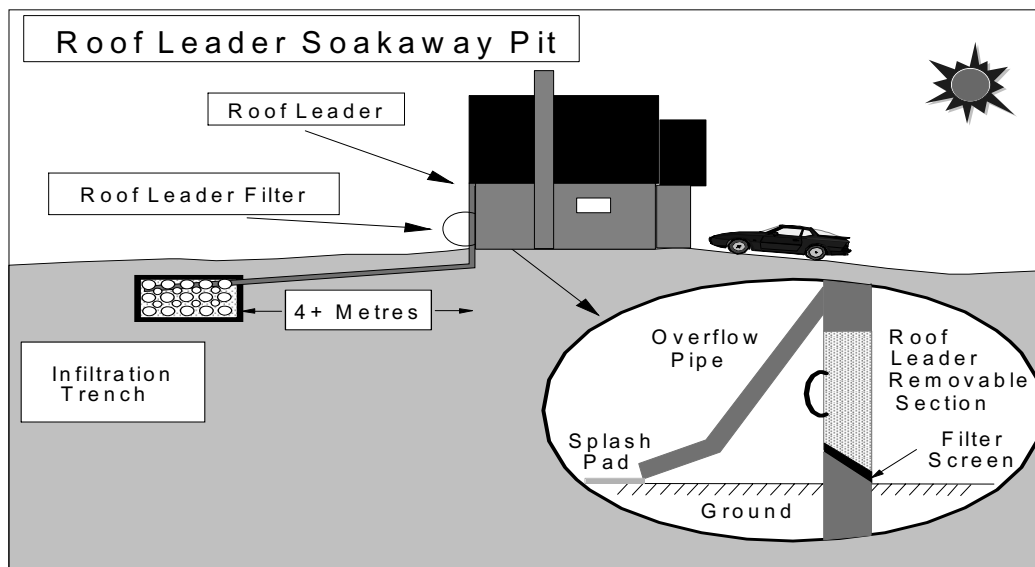 Roof Leader Soakaway Pit
Roof Leader
Roof Leader Filter
4+ Metres
Infiltration
Trench
Overflow
Pipe
Roof
Leader
Removable
Section
Splash
Pad
Filter
Screen
Ground